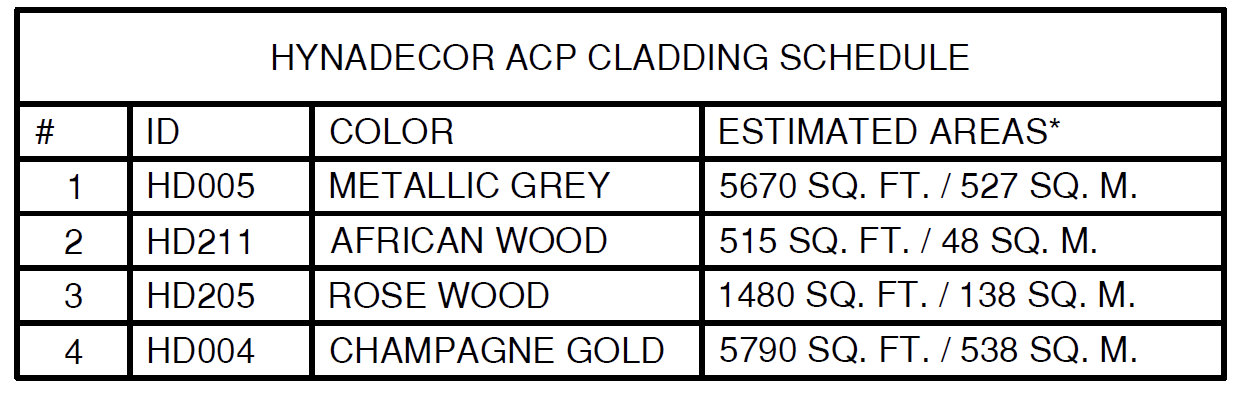 HYNADECOR ACP CLADDING SCHEDULE
# ID COLOR ESTIMATED AREAS*
1 HD005 METALLIC GREY 5670 SQ. FT. / 527 SQ. M.
2 HD211 AFRICAN WOOD 515 SQ. FT. / 48 SQ. M.
3 HD205 ROSE WOOD 1480 SQ. FT. / 138 SQ. M.
4 HD004 CHAMPAGNE GOLD 5790 SQ. FT. / 538 SQ. M.